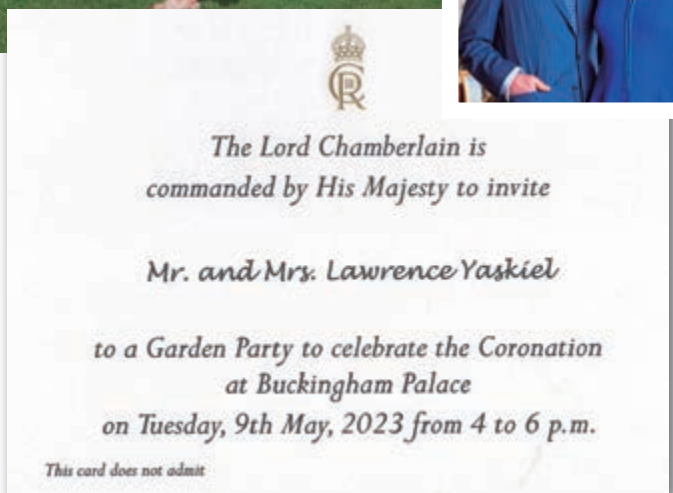 The Lord Chamberlain is
commanded by His Majesty to invite
Mr. and Mrs. Lawrence Yaskiel
to a Garden Party to celebrate the Coronation
at Buckingham Palace
on Tuesday, 9th May, 2023 from 4 to 6 p.m.
This card does not admit